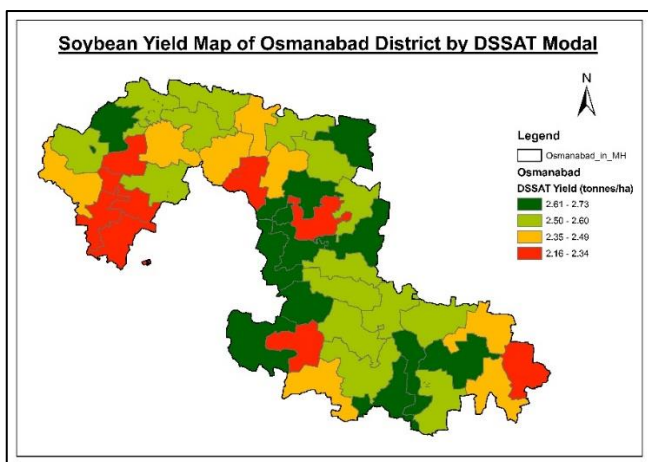 Soybean Yield Map of Osmanabad District by DSSAT Modal
N
Legend
Osmanabad_in_MH
Osmanabad
DSSAT Yield (tonnes/ha)
2.61 - 2.73
2.50 - 2.60
2.35 - 2.49
2.16 - 2.34